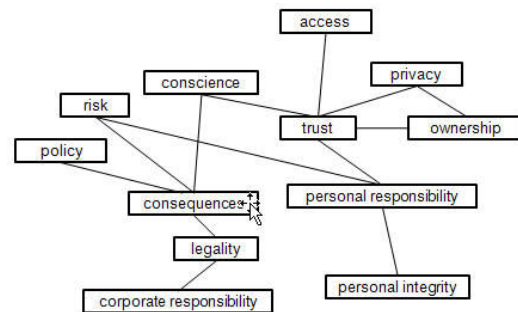 access
conscience
privacy
risk
trust
ownership
policy
consequences
personal responsibility
legality
corporate responsibility
personal integrity